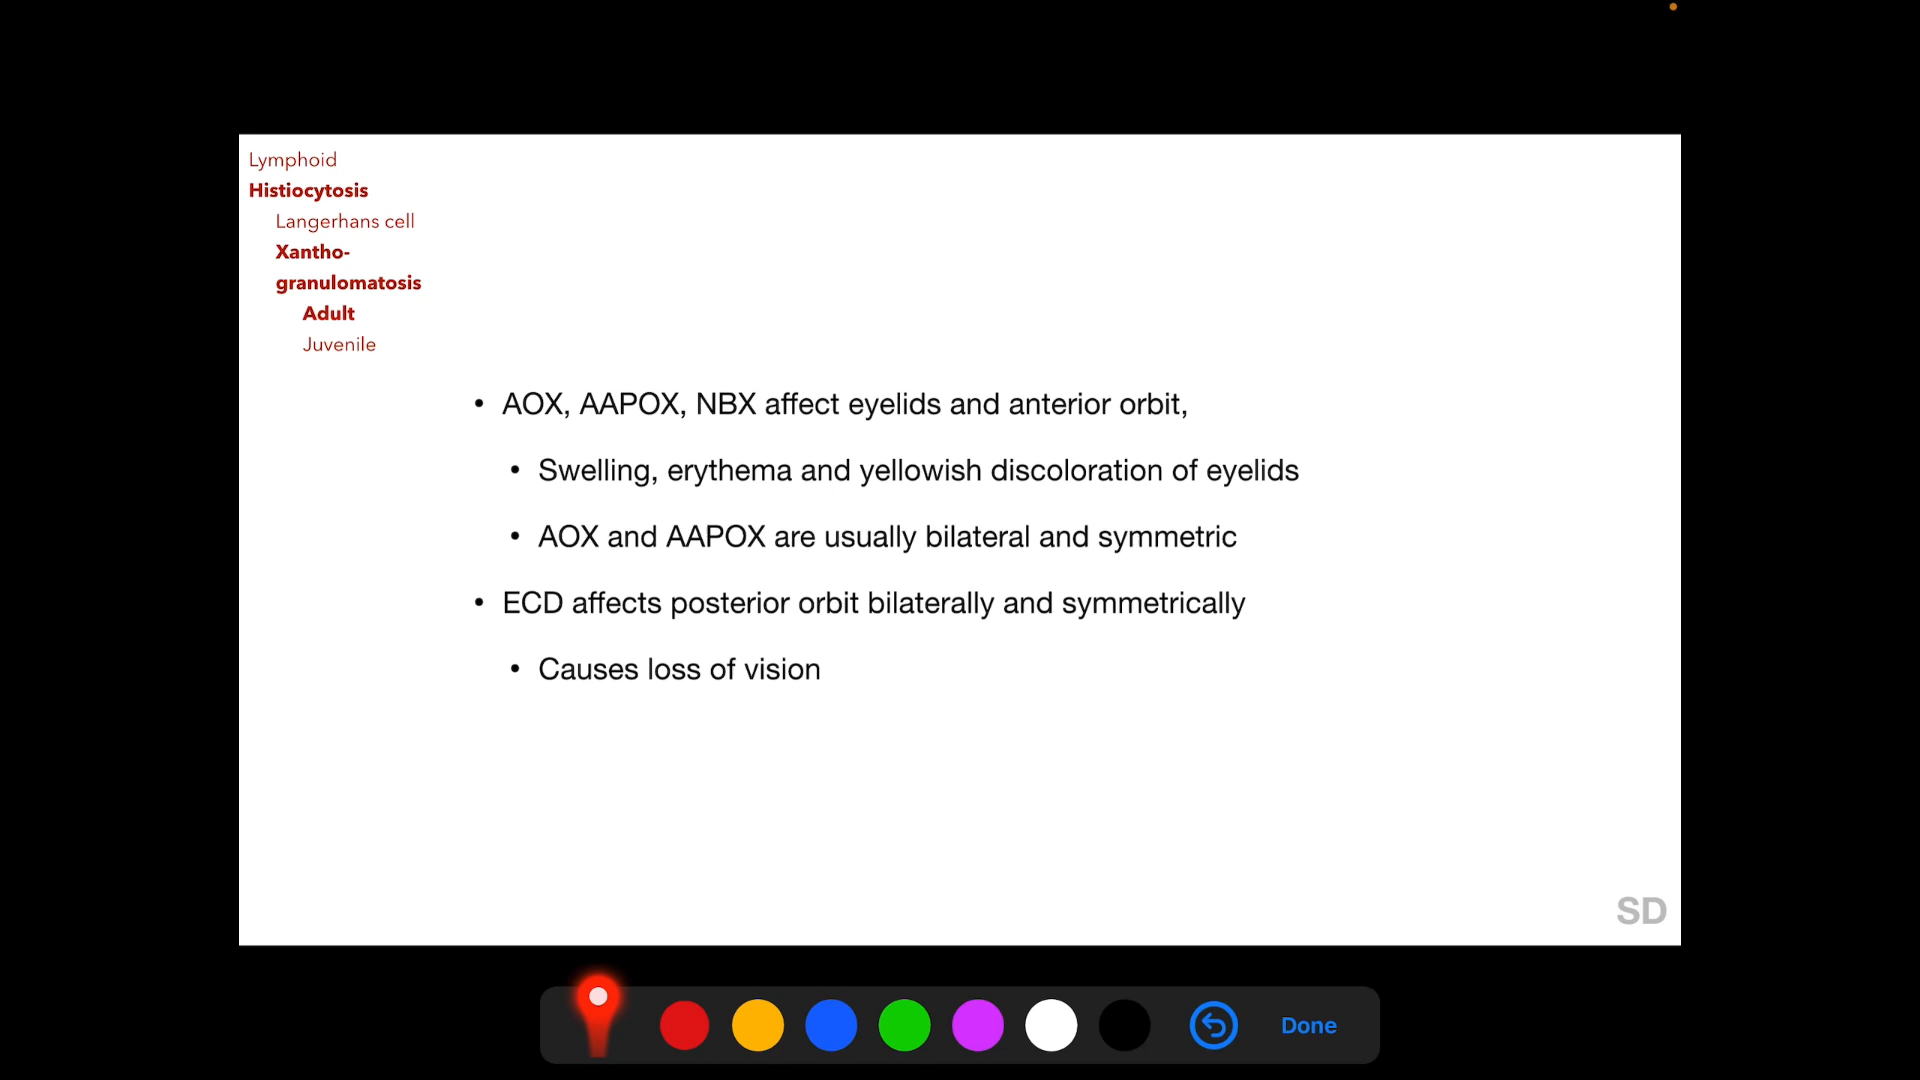 Lymphoid
Histiocytosis
Langerhans cell
Xantho-
granulomatosis
Adult
Juvenile
• AOX, AAPOX, NBX affect eyelids and anterior orbit,
• Swelling, erythema and yellowish discoloration of eyelids
• AOX and AAPOX are usually bilateral and symmetric
• ECD affects posterior orbit bilaterally and symmetrically
• Causes loss of vision
SD
Done